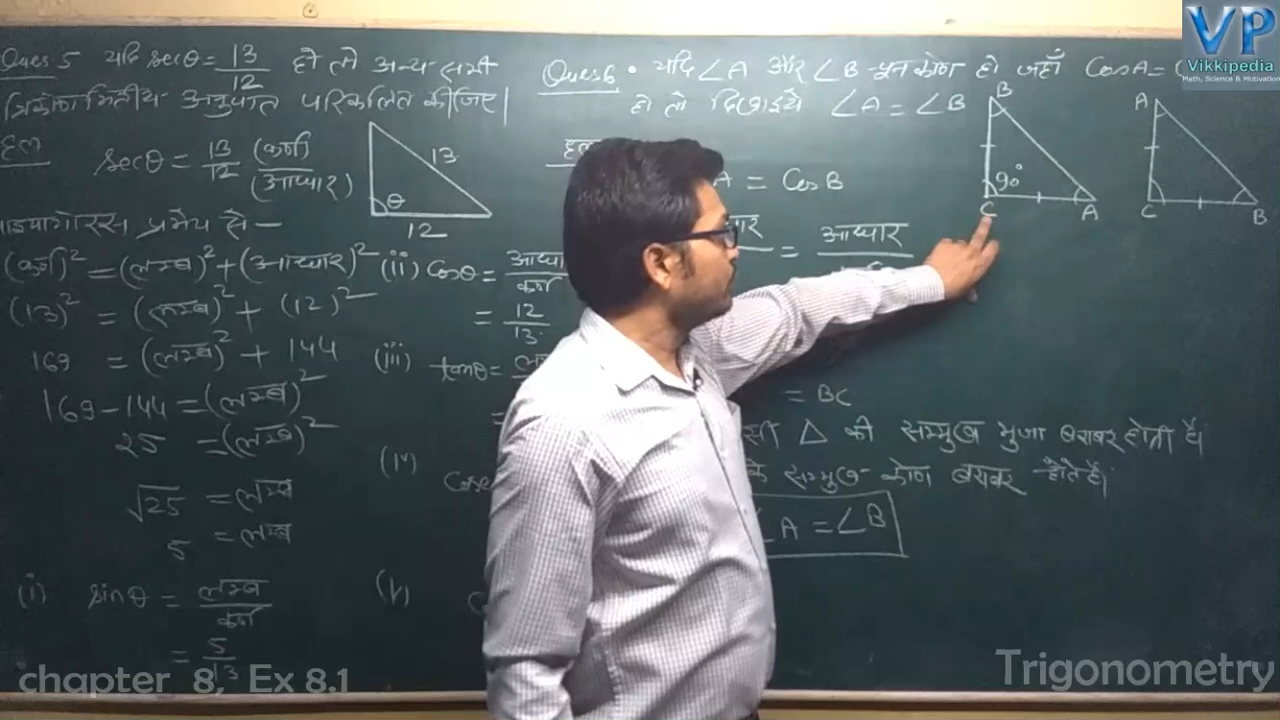 Ques 5 यदि secθ = 13/12 हो तो अन्य सभी
त्रिकोणमितीय अनुपात परिकलित कीजिए|
हल secθ = 13/12 (कर्ण)/(आधार)
13
θ
12
पाइथागोरस प्रमेय से -
(कर्ण)² = (लम्ब)² + (आधार)²
(13)² = (लम्ब)² + (12)²
169 = (लम्ब)² + 144
169-144 = (लम्ब)²
25 = (लम्ब)²
√25 = लम्ब
5 = लम्ब
(i) sinθ = लम्ब/कर्ण
= 5/13
(ii) cosθ = कर्ण
= 12/13
(iii) tanθ =
=
(iv)
(v)
Ques 6. यदि ∠A और ∠B न्यून कोण हो जहाँ CosA =
हो तो दिखाइये ∠A = ∠B
हल
A = CosB
= आधार
= BC
Δ की सम्मुख भुजा बराबर होती है।
के सम्मुख कोण बराबर होते है।
∠A = ∠B
B
90°
C
A
A
C
B
VP
Vikkipedia
Math, Science & Motivation
chapter 8, Ex 8.1
Trigonometry